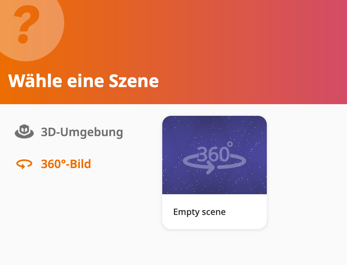 ?
Wähle eine Szene
3D-Umgebung
360°-Bild
360°
Empty scene